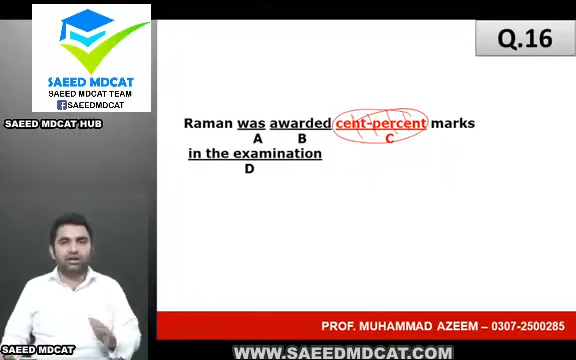 Q.16
SAEED MDCAT
SAEED MDCAT TEAM
SAEEDMDCAT
SAEED MDCAT HUB
Raman was awarded cent-percent marks
A B C
in the examination
D
SAEED MDCAT
PROF. MUHAMMAD AZEEM – 0307-2500285
WWW.SAEEDMDCAT.COM